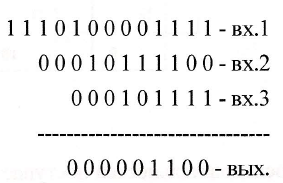 1 1 1 0 1 0 0 0 0 1 1 1 1 - вх.1
0 0 0 1 0 1 1 1 1 0 0 - вх.2
0 0 0 1 0 1 1 1 1 - вх.3
--------------------------------
0 0 0 0 0 1 1 0 0 - вых.